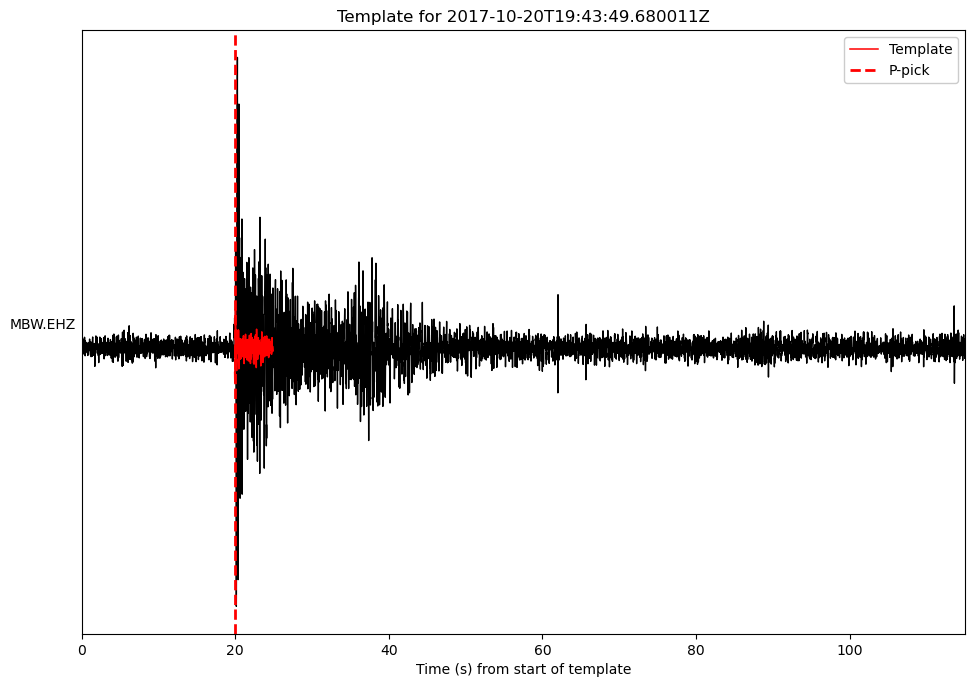 Template for 2017-10-20T19:43:49.680011Z
Template
P-pick
MBW.EHZ
0 20 40 60 80 100
Time (s) from start of template